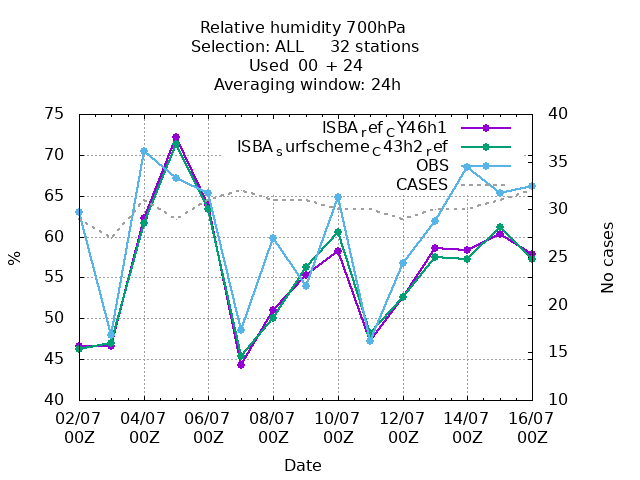 Relative humidity 700hPa
Selection: ALL 32 stations
Used 00 + 24
Averaging window: 24h
75 40
ISBA_ref_CY46h1
ISBA_surfscheme_C43h2_ref
OBS
CASES
70 35
65 30
60
55 25
50 20
45 15
40 10
%
No cases
02/07 04/07 06/07 08/07 10/07 12/07 14/07 16/07
00Z 00Z 00Z 00Z 00Z 00Z 00Z 00Z
Date